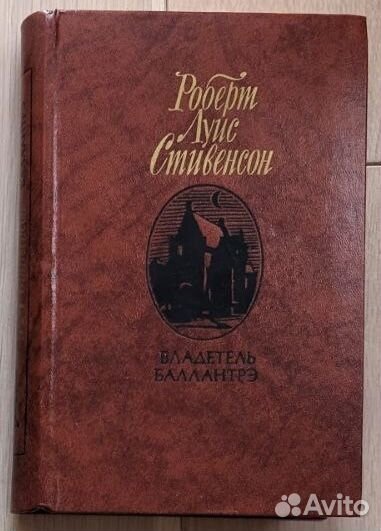 Роберт
Луис
Стивенсон
ВЛАДЕТЕЛЬ
БАЛЛАНТРЭ
Avito